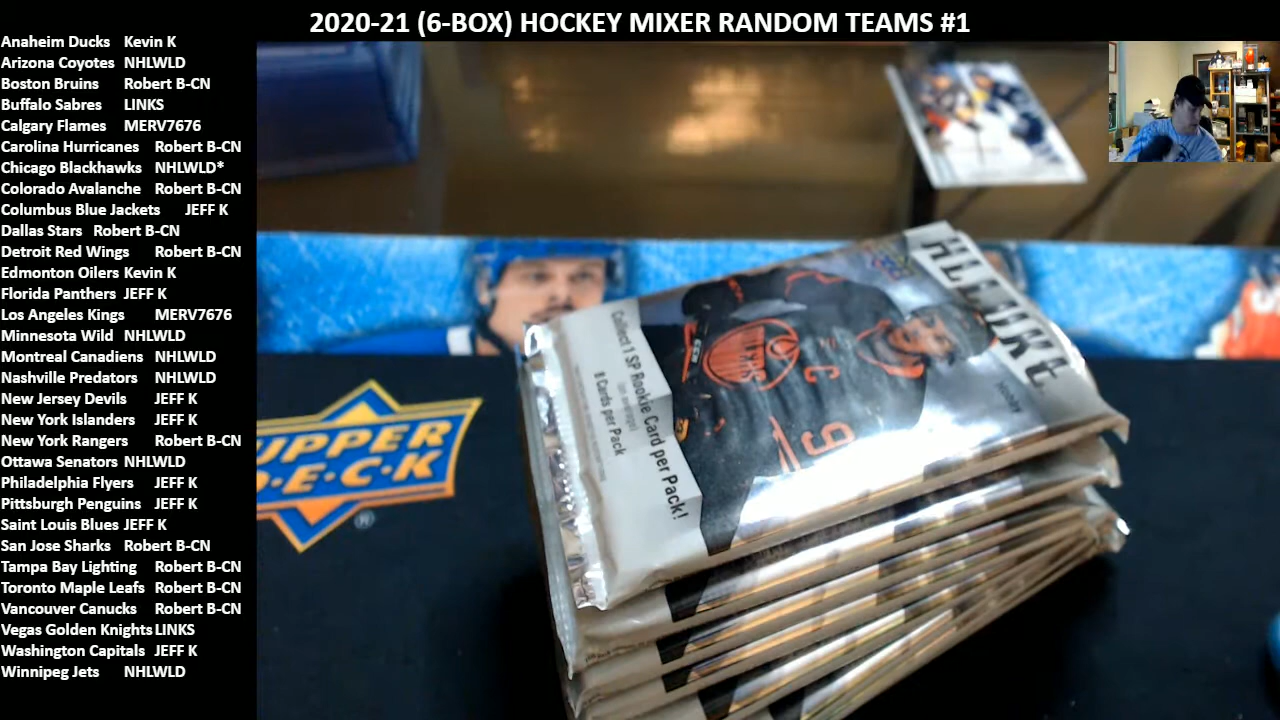 2020-21 (6-BOX) HOCKEY MIXER RANDOM TEAMS #1
Anaheim Ducks Kevin K
Arizona Coyotes NHLWLD
Boston Bruins Robert B-CN
Buffalo Sabres LINKS
Calgary Flames MERV7676
Carolina Hurricanes Robert B-CN
Chicago Blackhawks NHLWLD*
Colorado Avalanche Robert B-CN
Columbus Blue Jackets JEFF K
Dallas Stars Robert B-CN
Detroit Red Wings Robert B-CN
Edmonton Oilers Kevin K
Florida Panthers JEFF K
Los Angeles Kings MERV7676
Minnesota Wild NHLWLD
Montreal Canadiens NHLWLD
Nashville Predators NHLWLD
New Jersey Devils JEFF K
New York Islanders JEFF K
New York Rangers Robert B-CN
Ottawa Senators NHLWLD
Philadelphia Flyers JEFF K
Pittsburgh Penguins JEFF K
Saint Louis Blues JEFF K
San Jose Sharks Robert B-CN
Tampa Bay Lighting Robert B-CN
Toronto Maple Leafs Robert B-CN
Vancouver Canucks Robert B-CN
Vegas Golden Knights LINKS
Washington Capitals JEFF K
Winnipeg Jets NHLWLD
UPPER
D.E.C.K
®
Hobby
C
Collect 1 SP Rookie Card per Pack!
8 Cards per Pack